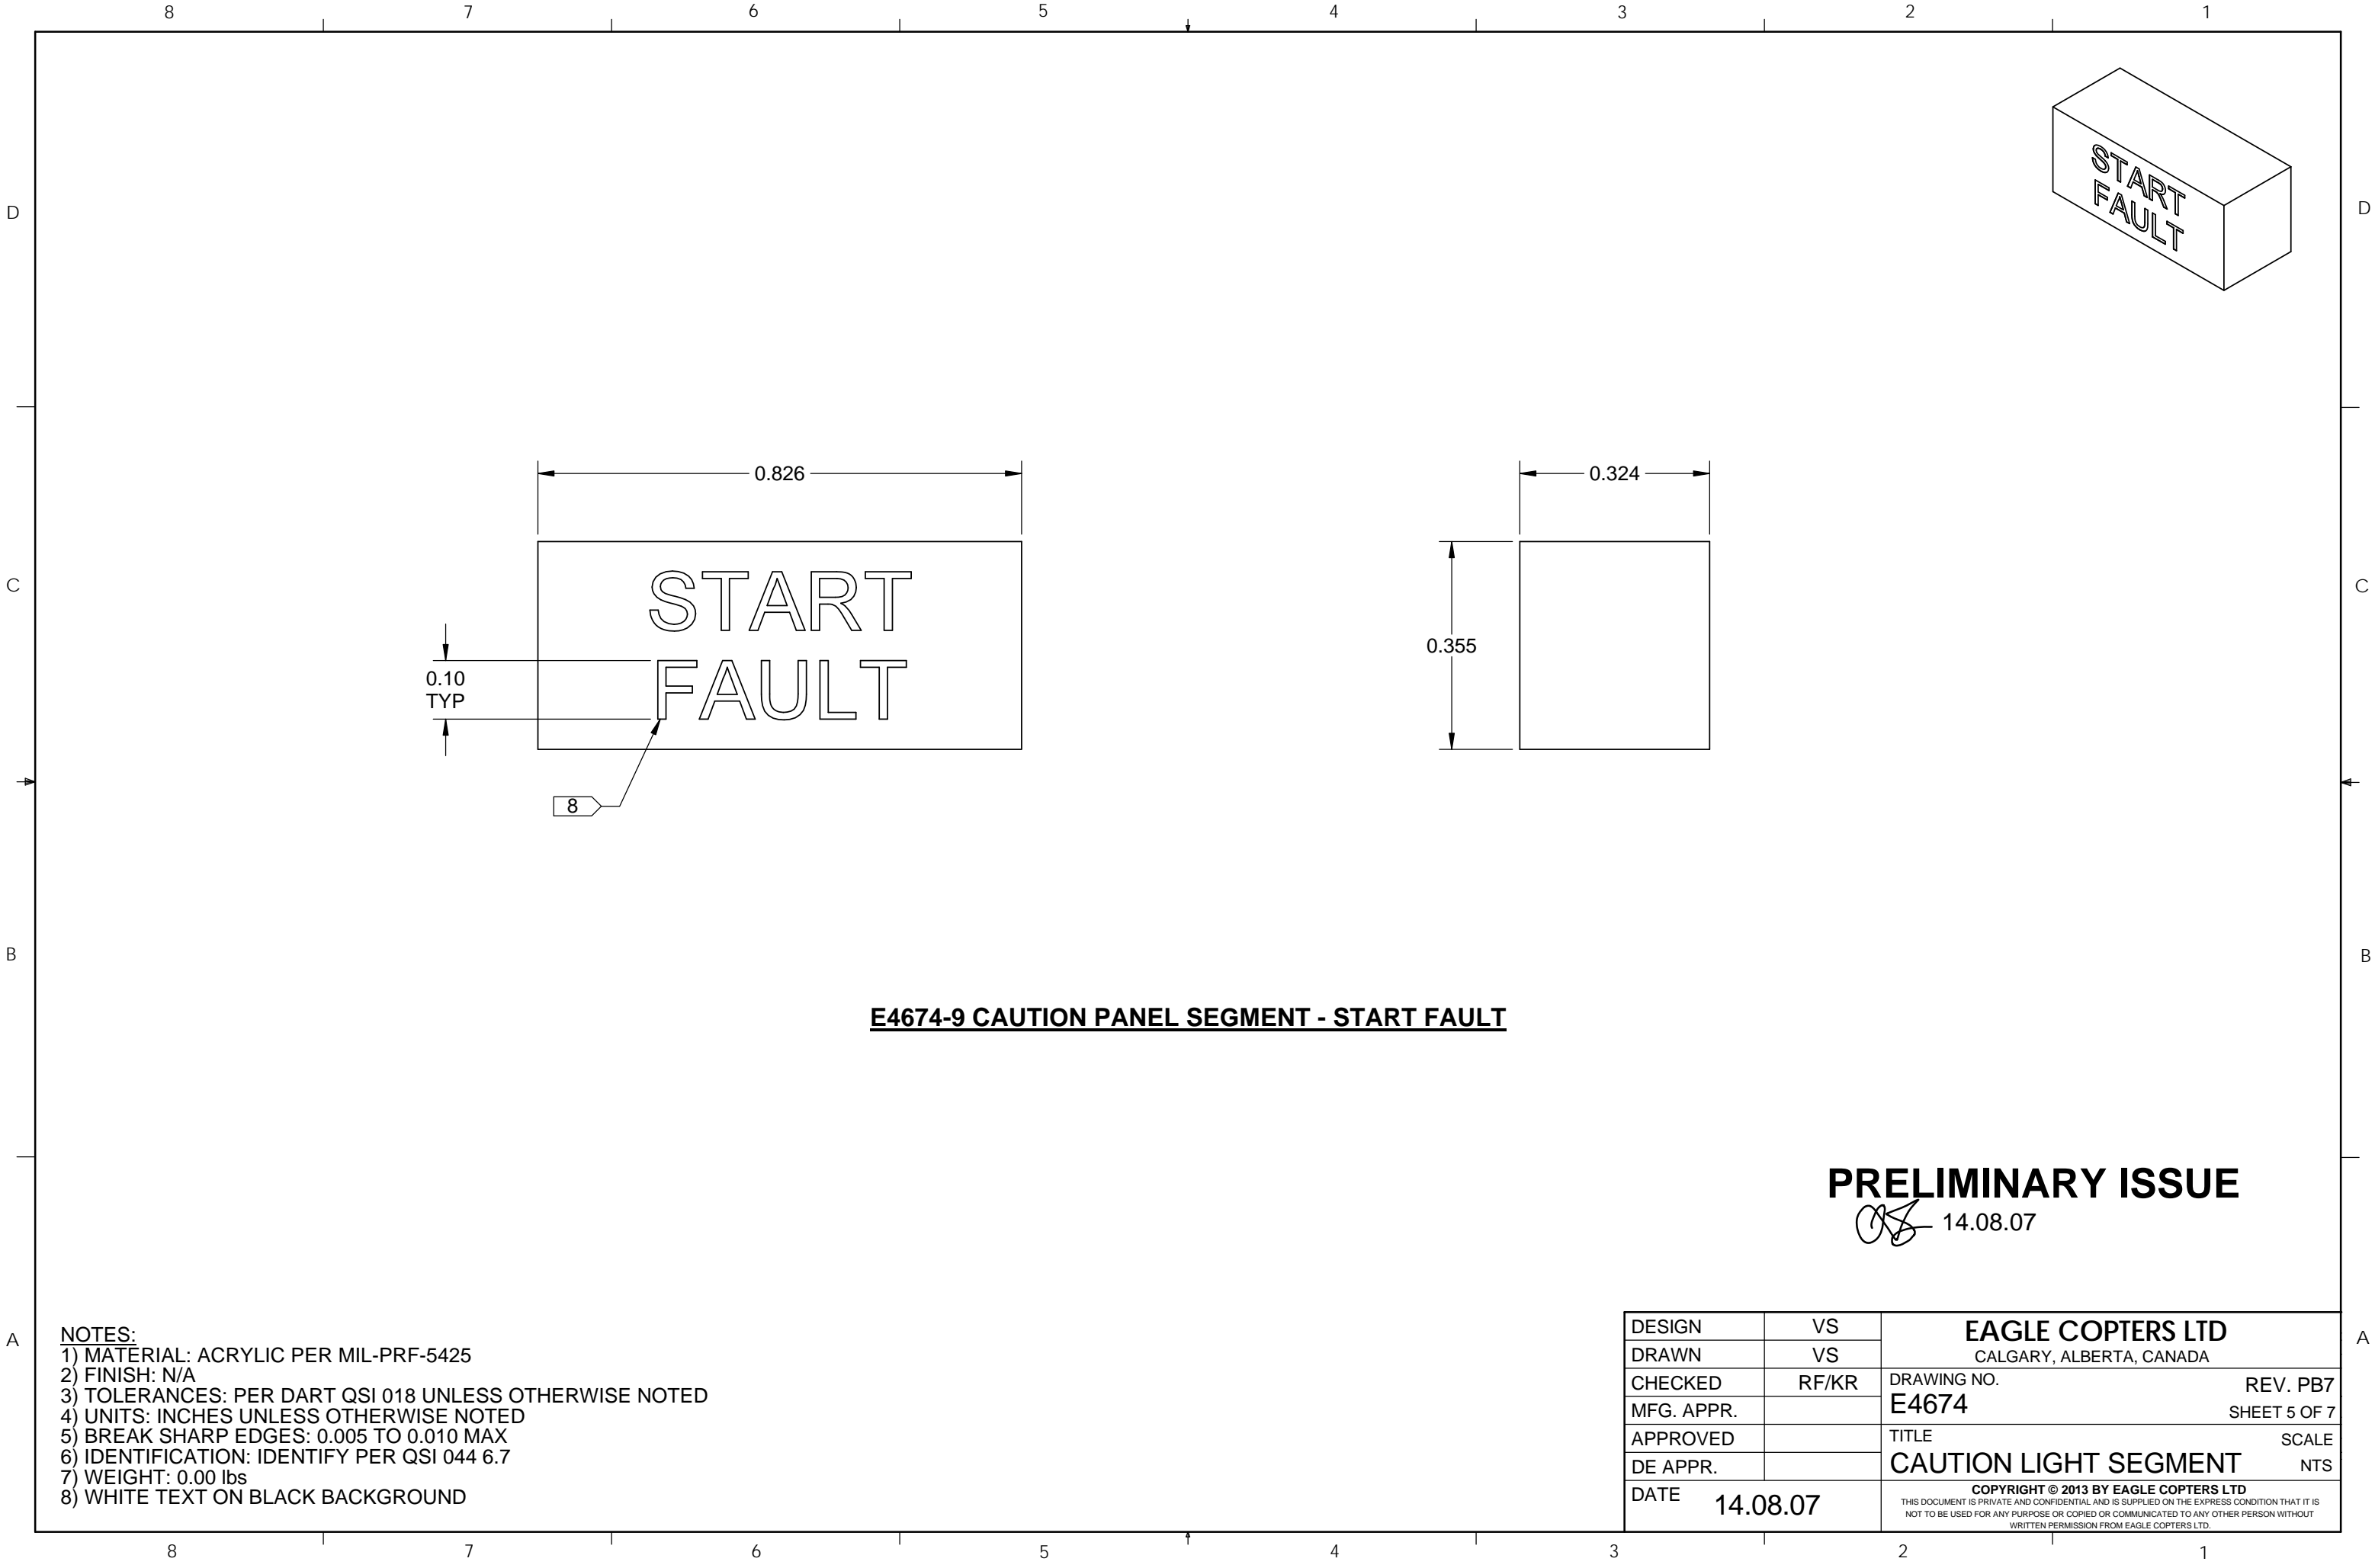 8 7 6 5 4 3 2 1
D D
START
FAULT
0.826
0.324
C C
START
FAULT
0.10
TYP
0.355
8
B B
E4674-9 CAUTION PANEL SEGMENT - START FAULT
PRELIMINARY ISSUE
14.08.07
A A
NOTES:
1) MATERIAL: ACRYLIC PER MIL-PRF-5425
2) FINISH: N/A
3) TOLERANCES: PER DART QSI 018 UNLESS OTHERWISE NOTED
4) UNITS: INCHES UNLESS OTHERWISE NOTED
5) BREAK SHARP EDGES: 0.005 TO 0.010 MAX
6) IDENTIFICATION: IDENTIFY PER QSI 044 6.7
7) WEIGHT: 0.00 lbs
8) WHITE TEXT ON BLACK BACKGROUND
DESIGN VS
DRAWN VS
CHECKED RF/KR
MFG. APPR.
APPROVED
DE APPR.
DATE 14.08.07
EAGLE COPTERS LTD
CALGARY, ALBERTA, CANADA
DRAWING NO. REV. PB7
E4674 SHEET 5 OF 7
TITLE SCALE
CAUTION LIGHT SEGMENT NTS
COPYRIGHT © 2013 BY EAGLE COPTERS LTD
THIS DOCUMENT IS PRIVATE AND CONFIDENTIAL AND IS SUPPLIED ON THE EXPRESS CONDITION THAT IT IS
NOT TO BE USED FOR ANY PURPOSE OR COPIED OR COMMUNICATED TO ANY OTHER PERSON WITHOUT
WRITTEN PERMISSION FROM EAGLE COPTERS LTD.
8 7 6 5 4 3 2 1